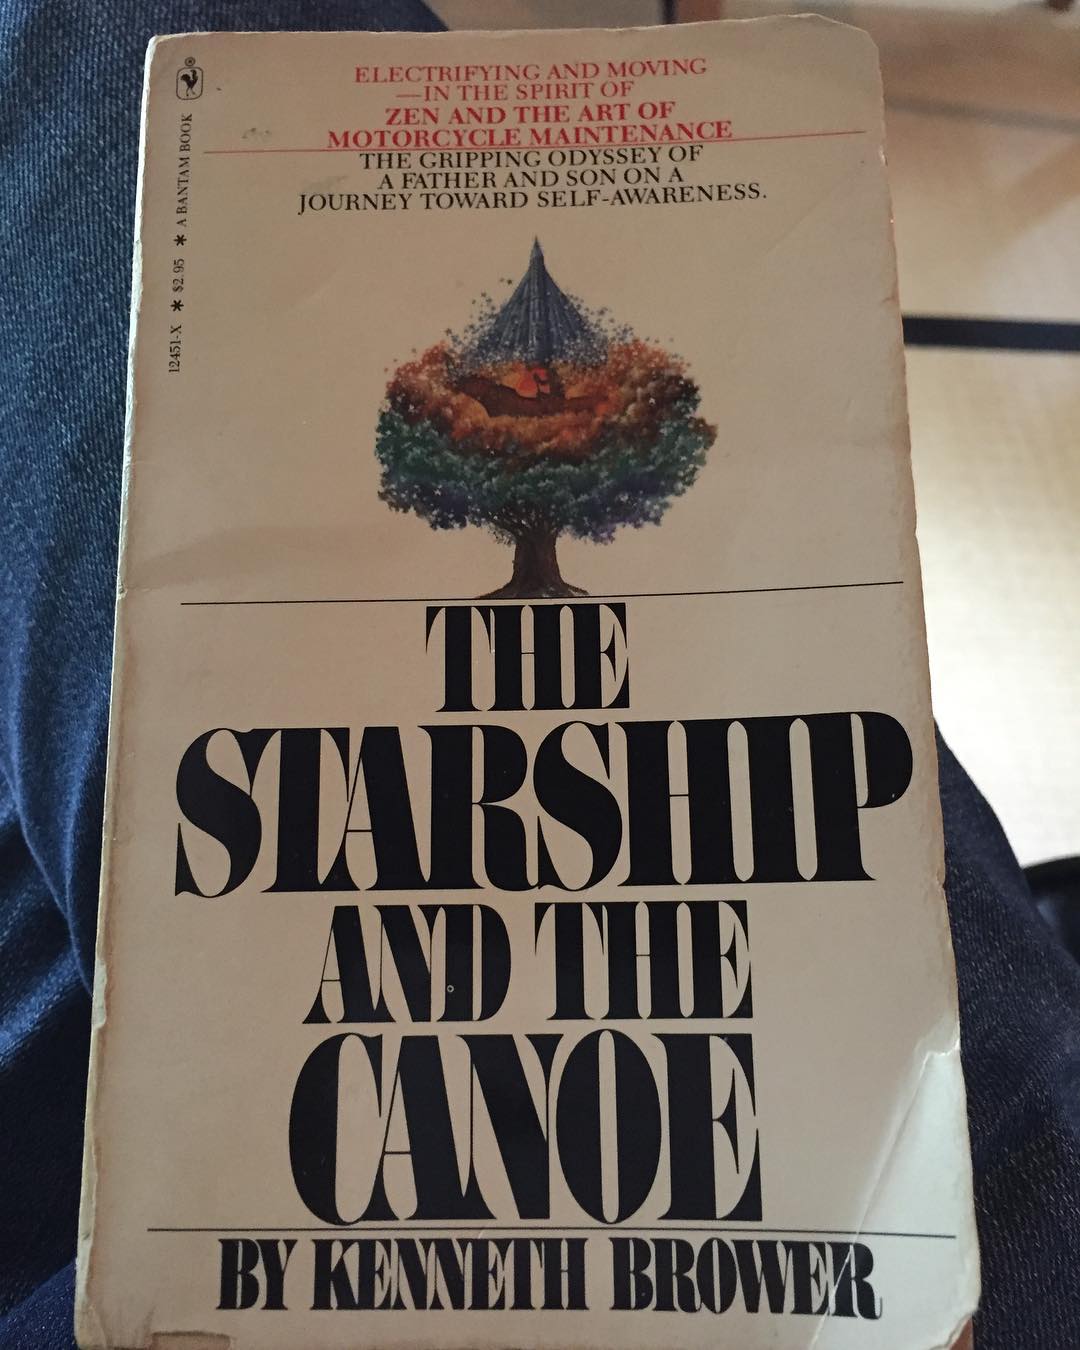 ELECTRIFYING AND MOVING
—IN THE SPIRIT OF
ZEN AND THE ART OF
MOTORCYCLE MAINTENANCE
THE GRIPPING ODYSSEY OF
A FATHER AND SON ON A
JOURNEY TOWARD SELF-AWARENESS.
®
12451-X * $2.95 * A BANTAM BOOK
THE
STARSHIP
AND THE
CANOE
BY KENNETH BROWER